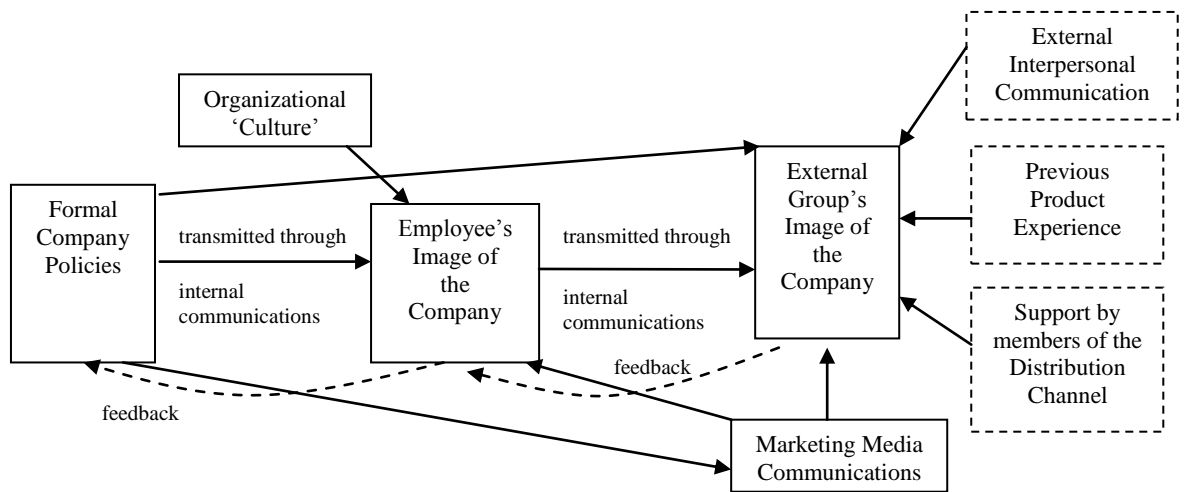 Organizational
‘Culture’
Formal
Company
Policies
transmitted through
internal
communications
Employee’s
Image of
the
Company
transmitted through
internal
communications
External
Group’s
Image of
the
Company
External
Interpersonal
Communication
Previous
Product
Experience
Support by
members of the
Distribution
Channel
feedback
feedback
Marketing Media
Communications